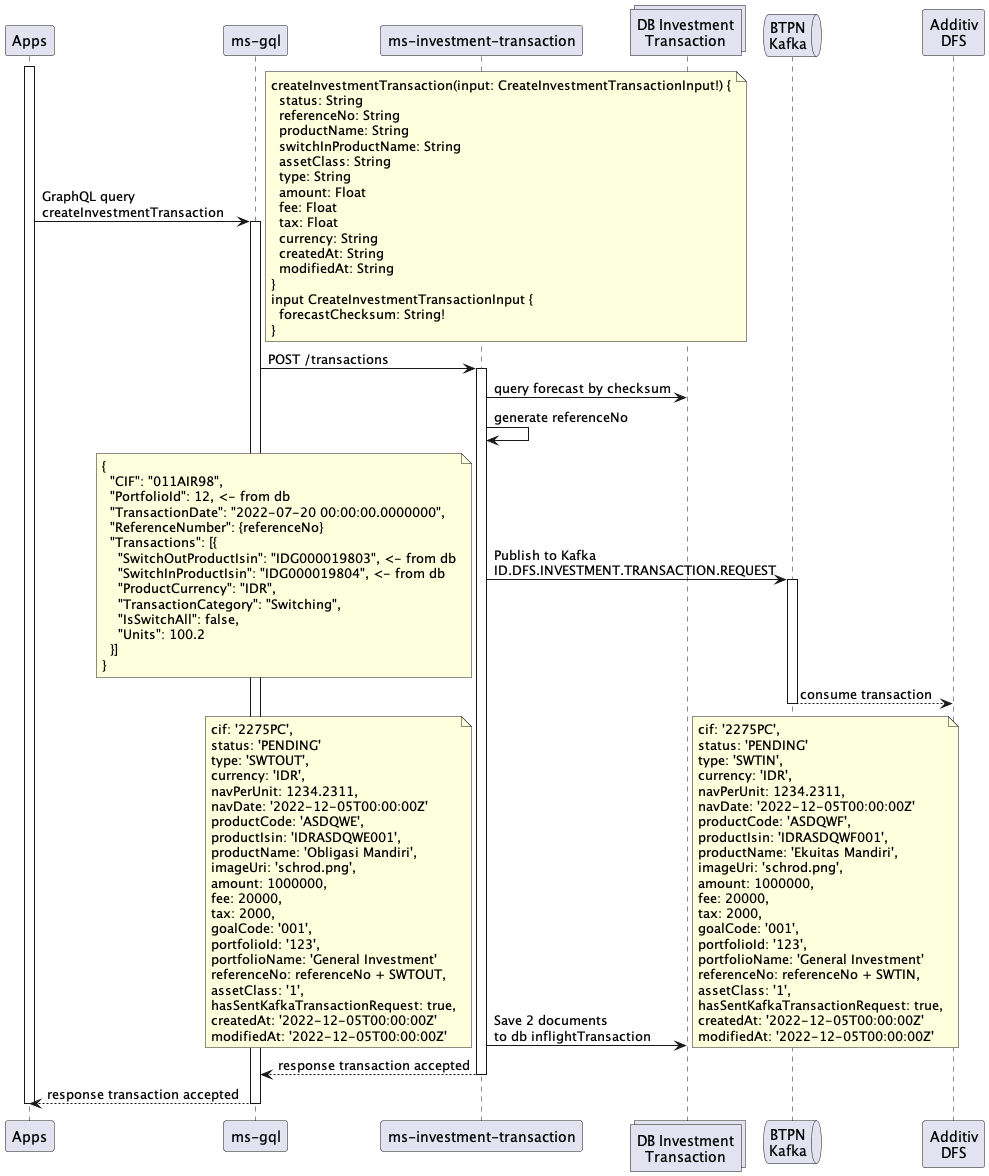 Apps
ms-gql
ms-investment-transaction
DB Investment
Transaction
BTPN
Kafka
Additiv
DFS
createInvestmentTransaction(input: CreateInvestmentTransactionInput!) {
status: String
referenceNo: String
productName: String
switchInProductName: String
assetClass: String
type: String
amount: Float
fee: Float
tax: Float
currency: String
createdAt: String
modifiedAt: String
}
input CreateInvestmentTransactionInput {
forecastChecksum: String!
}
GraphQL query
createInvestmentTransaction
POST /transactions
query forecast by checksum
generate referenceNo
{
"CIF": "011AIR98",
"PortfolioId": 12, <- from db
"TransactionDate": "2022-07-20 00:00:00.0000000",
"ReferenceNumber": {referenceNo}
"Transactions": [{
"SwitchOutProductIsin": "IDG000019803", <- from db
"SwitchInProductIsin": "IDG000019804", <- from db
"ProductCurrency": "IDR",
"TransactionCategory": "Switching",
"IsSwitchAll": false,
"Units": 100.2
}]
}
Publish to Kafka
ID.DFS.INVESTMENT.TRANSACTION.REQUEST
consume transaction
cif: '2275PC',
status: 'PENDING'
type: 'SWTOUT',
currency: 'IDR',
navPerUnit: 1234.2311,
navDate: '2022-12-05T00:00:00Z'
productCode: 'ASDQWE',
productIsin: 'IDRASDQWE001',
productName: 'Obligasi Mandiri',
imageUri: 'schrod.png',
amount: 1000000,
fee: 20000,
tax: 2000,
goalCode: '001',
portfolioId: '123',
portfolioName: 'General Investment'
referenceNo: referenceNo + SWTOUT,
assetClass: '1',
hasSentKafkaTransactionRequest: true,
createdAt: '2022-12-05T00:00:00Z'
modifiedAt: '2022-12-05T00:00:00Z'
Save 2 documents
to db inflightTransaction
cif: '2275PC',
status: 'PENDING'
type: 'SWTIN',
currency: 'IDR',
navPerUnit: 1234.2311,
navDate: '2022-12-05T00:00:00Z'
productCode: 'ASDQWF',
productIsin: 'IDRASDQWF001',
productName: 'Ekuitas Mandiri',
imageUri: 'schrod.png',
amount: 1000000,
fee: 20000,
tax: 2000,
goalCode: '001',
portfolioId: '123',
portfolioName: 'General Investment'
referenceNo: referenceNo + SWTIN,
assetClass: '1',
hasSentKafkaTransactionRequest: true,
createdAt: '2022-12-05T00:00:00Z'
modifiedAt: '2022-12-05T00:00:00Z'
response transaction accepted
response transaction accepted
Apps
ms-gql
ms-investment-transaction
DB Investment
Transaction
BTPN
Kafka
Additiv
DFS